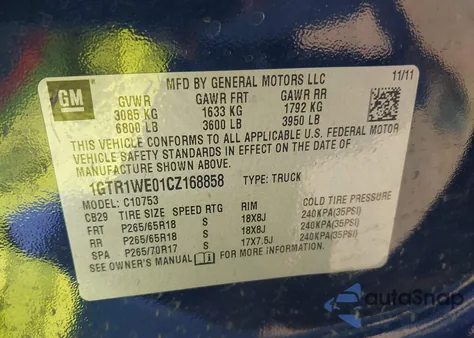 GM
MFD BY GENERAL MOTORS LLC
11/11
GVWR GAWR FRT GAWR RR
3085 KG 1633 KG 1792 KG
6800 LB 3600 LB 3950 LB
THIS VEHICLE CONFORMS TO ALL APPLICABLE U.S. FEDERAL MOTOR
VEHICLE SAFETY AND THEFT PREVENTION STANDARDS IN EFFECT ON THE DATE OF
MANUFACTURE SHOWN ABOVE.
1GTR1WE01CZ168858 TYPE: TRUCK
MODEL: C10753
CB29 TIRE SIZE SPEED RTG RIM COLD TIRE PRESSURE
FRT P265/65R18 S 18X8J 240KPA(35PSI)
RR P265/65R18 S 18X8J 240KPA(35PSI)
SPA P265/70R17 S 17X7.5J 240KPA(35PSI)
SEE OWNER'S MANUAL FOR MORE INFORMATION.
autoSnap